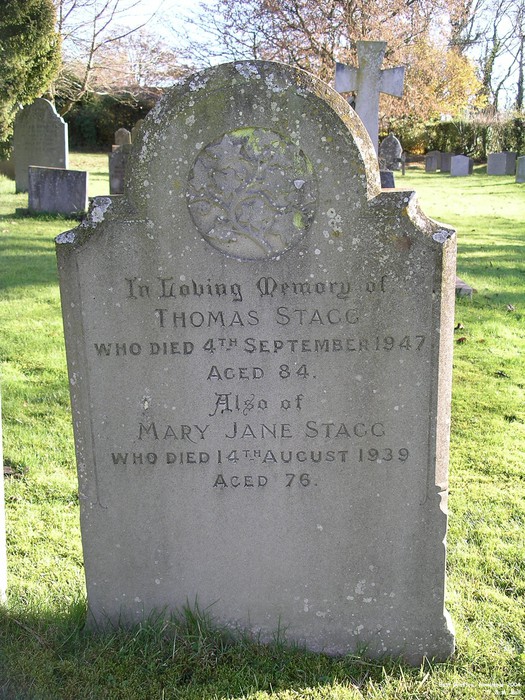 In Loving Memory of
THOMAS STAGG
WHO DIED 4TH SEPTEMBER 1947
AGED 84.
Also of
MARY JANE STAGG
WHO DIED 14TH AUGUST 1939
AGED 76.